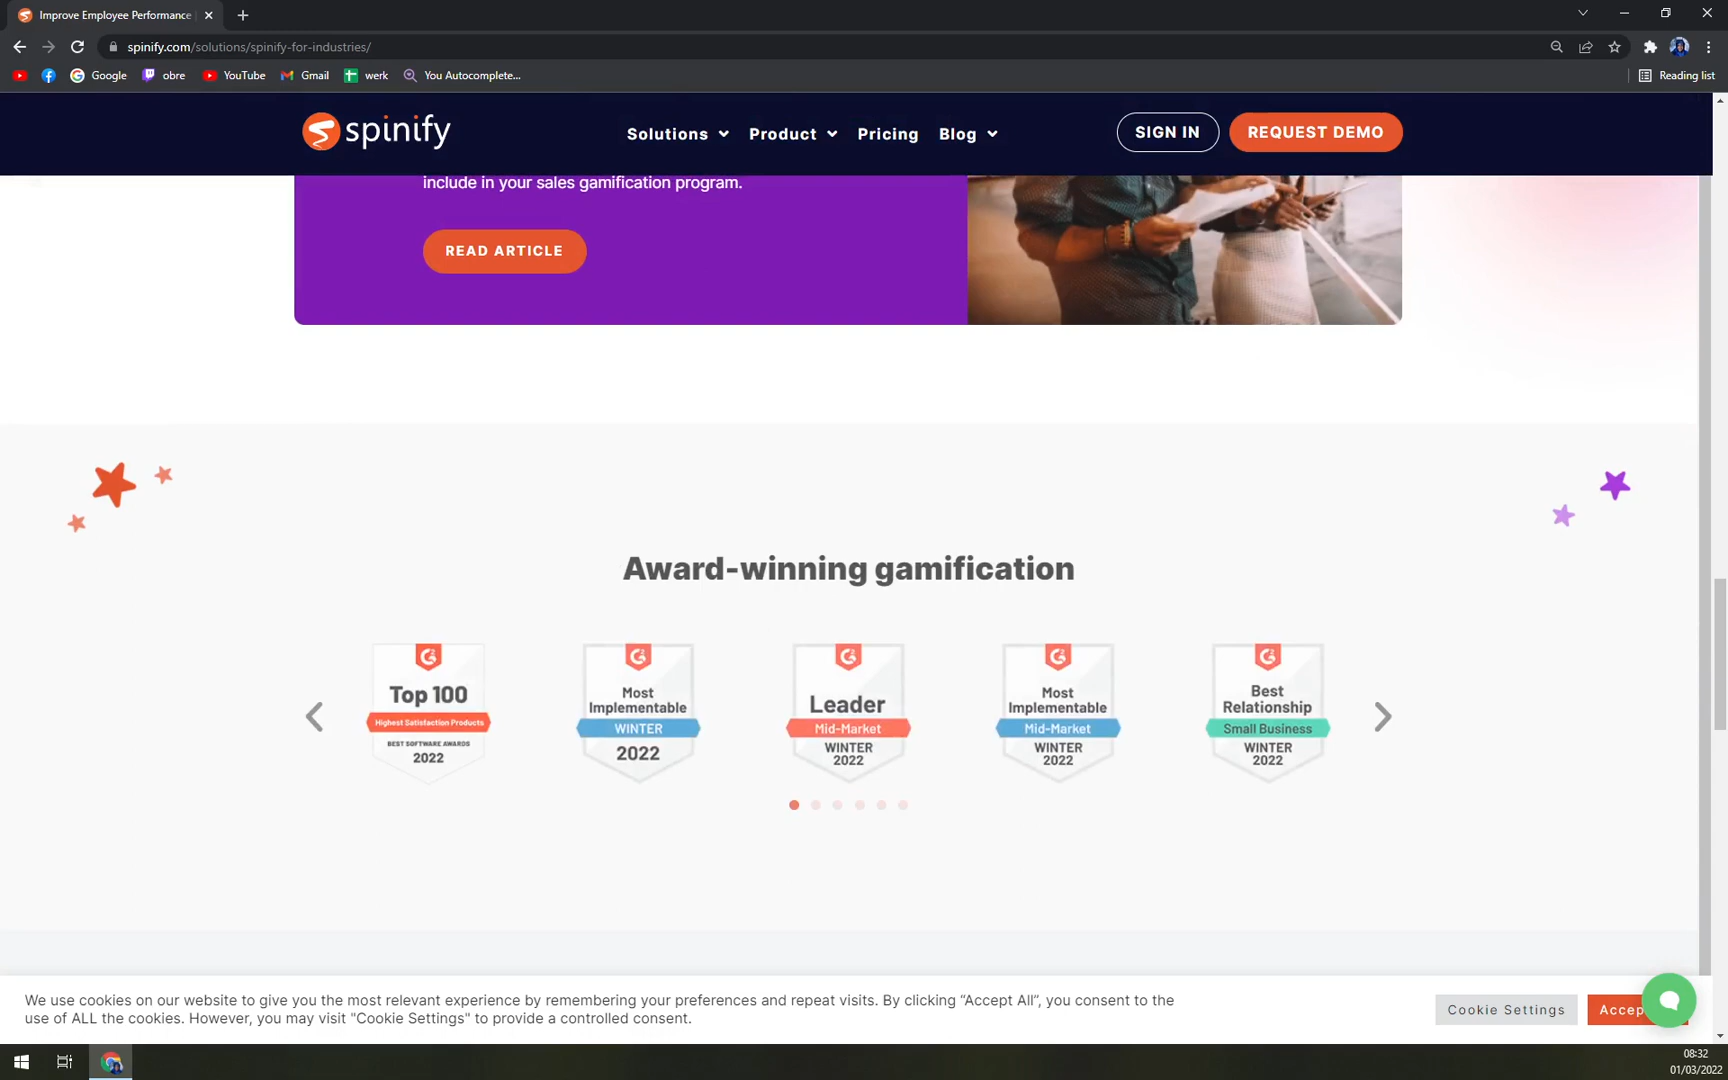 Improve Employee Performance
spinify.com/solutions/spinify-for-industries/
Google
obre
YouTube
Gmail
werk
You Autocomplete...
Reading list
spinify
Solutions
Product
Pricing
Blog
SIGN IN
REQUEST DEMO
include in your sales gamification program.
READ ARTICLE
Award-winning gamification
Top 100
Highest Satisfaction Products
BEST SOFTWARE AWARDS
2022
Most
Implementable
WINTER
2022
Leader
Mid-Market
WINTER
2022
Most
Implementable
Mid-Market
WINTER
2022
Best
Relationship
Small Business
WINTER
2022
We use cookies on our website to give you the most relevant experience by remembering your preferences and repeat visits. By clicking “Accept All”, you consent to the
use of ALL the cookies. However, you may visit "Cookie Settings" to provide a controlled consent.
Cookie Settings
Accep
08:32
01/03/2022